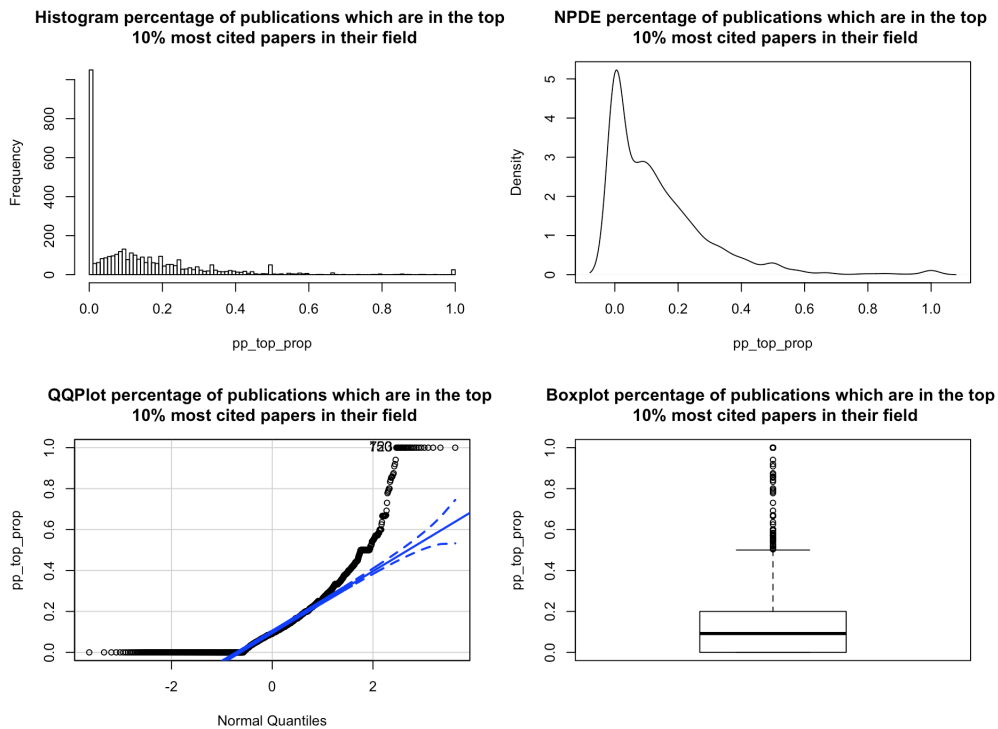 Histogram percentage of publications which are in the top
10% most cited papers in their field
Frequency
800
600
400
200
0
0.0 0.2 0.4 0.6 0.8 1.0
pp_top_prop
NPDE percentage of publications which are in the top
10% most cited papers in their field
Density
5
4
3
2
1
0
0.0 0.2 0.4 0.6 0.8 1.0
pp_top_prop
QQPlot percentage of publications which are in the top
10% most cited papers in their field
pp_top_prop
1.0
0.8
0.6
0.4
0.2
0.0
-2 0 2
Normal Quantiles
Boxplot percentage of publications which are in the top
10% most cited papers in their field
pp_top_prop
1.0
0.8
0.6
0.4
0.2
0.0